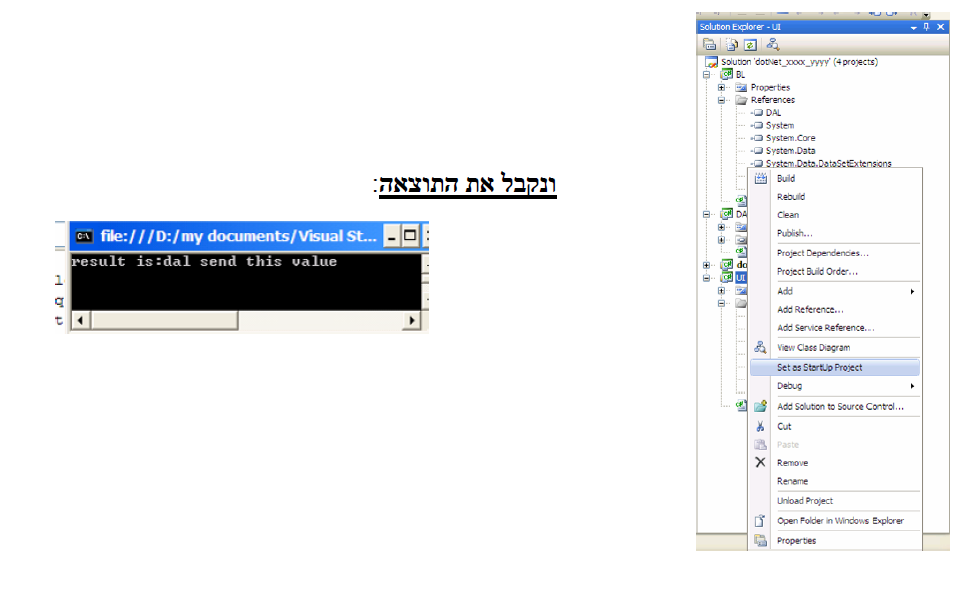 Solution Explorer - UI
Solution 'dotNet_xxxx_yyyy' (4 projects)
BL
Properties
References
DAL
System
System.Core
System.Data
System.Data.DataSetExtensions
DA
do
UI
Build
Rebuild
Clean
Publish...
Project Dependencies...
Project Build Order...
Add
Add Reference...
Add Service Reference...
View Class Diagram
Set as StartUp Project
Debug
Add Solution to Source Control...
Cut
Paste
Remove
Rename
Unload Project
Open Folder in Windows Explorer
Properties
ונקבל את התוצאה:
file:///D:/my documents/Visual St...
result is:dal send this value
l
q
t